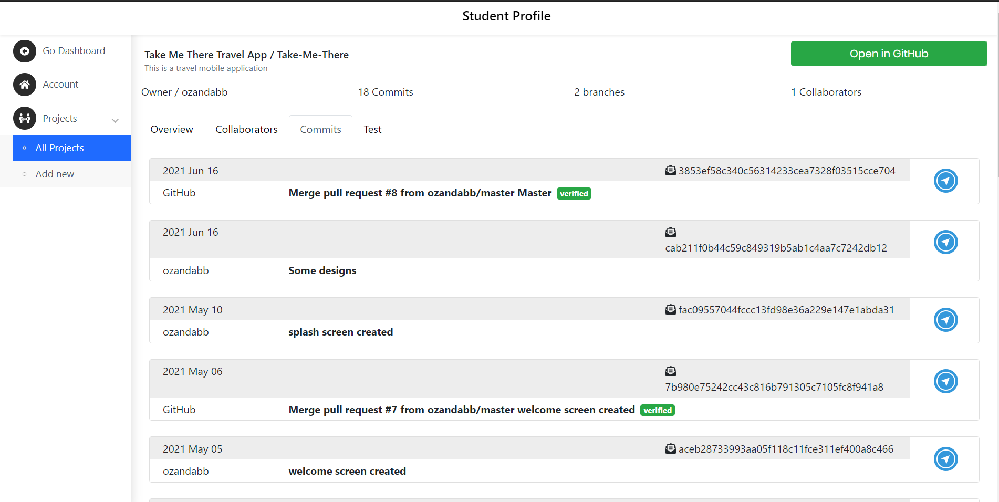 Student Profile
Go Dashboard
Account
Projects
All Projects
Add new
Take Me There Travel App / Take-Me-There
This is a travel mobile application
Open in GitHub
Owner / ozandabb
18 Commits
2 branches
1 Collaborators
Overview
Collaborators
Commits
Test
2021 Jun 16
3853ef58c340c56314233cea7328f03515cce704
GitHub
Merge pull request #8 from ozandabb/master Master verified
2021 Jun 16
cab211f0b44c59c849319b5ab1c4aa7c7242db12
ozandabb
Some designs
2021 May 10
fac09557044fccc13fd98e36a229e147e1abda31
ozandabb
splash screen created
2021 May 06
7b980e75242cc43c816b791305c7105fc8f941a8
GitHub
Merge pull request #7 from ozandabb/master welcome screen created verified
2021 May 05
aceb28733993aa05f118c11fce311ef400a8c466
ozandabb
welcome screen created